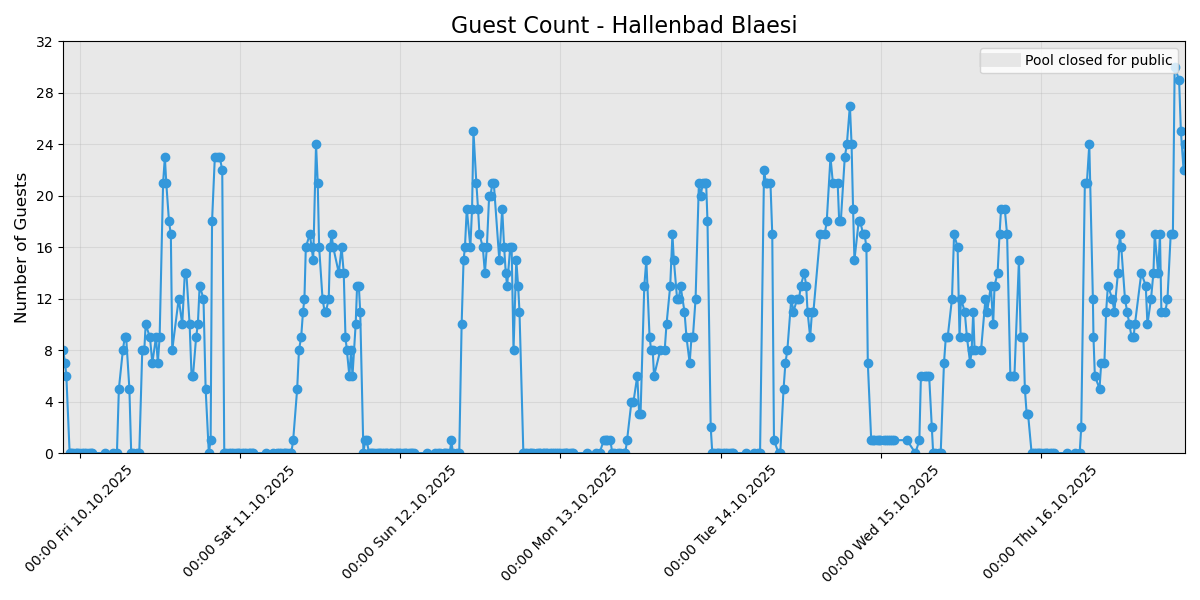 Guest Count - Hallenbad Blaesi
Pool closed for public
Number of Guests
32
28
24
20
16
12
8
4
0
00:00 Fri 10.10.2025
00:00 Sat 11.10.2025
00:00 Sun 12.10.2025
00:00 Mon 13.10.2025
00:00 Tue 14.10.2025
00:00 Wed 15.10.2025
00:00 Thu 16.10.2025